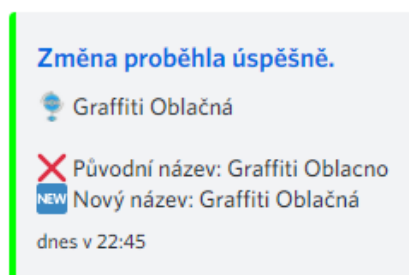 Změna proběhla úspěšně.
Graffiti Oblačná
Původní název: Graffiti Oblacno
NEW Nový název: Graffiti Oblačná
dnes v 22:45